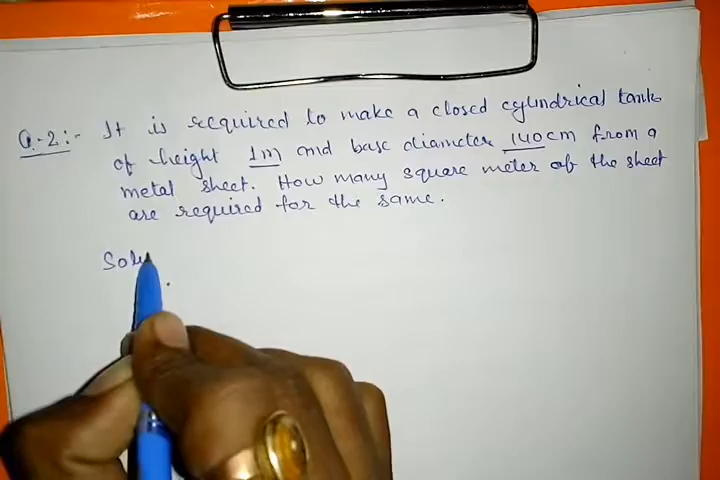 Q.-2:- It is required to make a closed cylindrical tank
of height 1m and base diameter 140cm from a
metal sheet. How many square meter of the sheet
are required for the same.
Solu